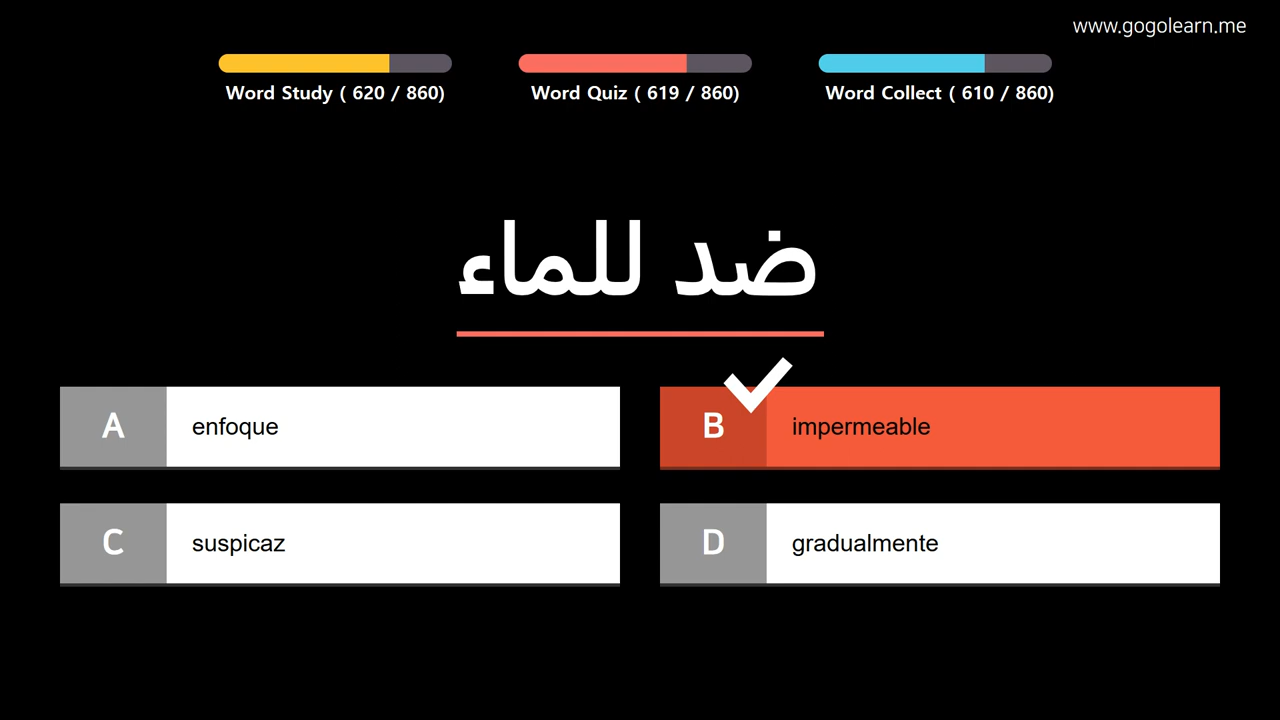 www.gogolearn.me
Word Study ( 620 / 860)
Word Quiz ( 619 / 860)
Word Collect ( 610 / 860)
ضد للماء
A enfoque
B impermeable
C suspicaz
D gradualmente